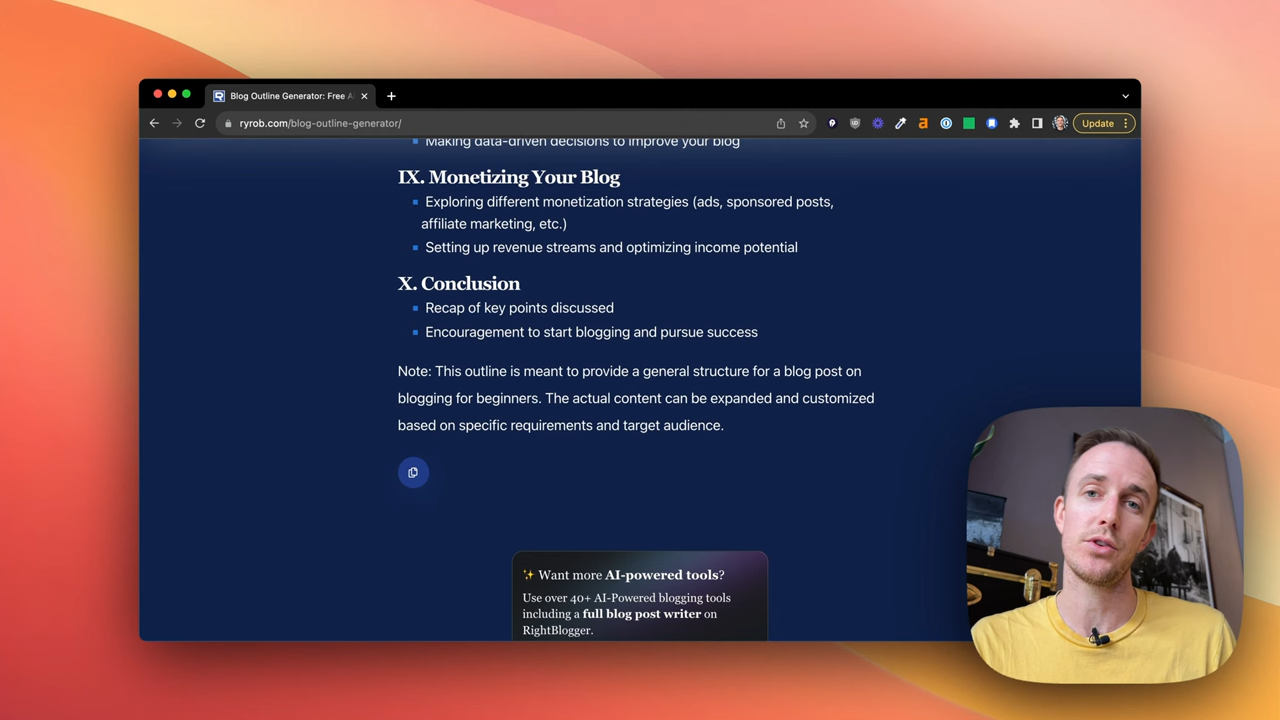 Blog Outline Generator: Free A
ryrob.com/blog-outline-generator/
Update
Making data-driven decisions to improve your blog
IX. Monetizing Your Blog
Exploring different monetization strategies (ads, sponsored posts,
affiliate marketing, etc.)
Setting up revenue streams and optimizing income potential
X. Conclusion
Recap of key points discussed
Encouragement to start blogging and pursue success
Note: This outline is meant to provide a general structure for a blog post on
blogging for beginners. The actual content can be expanded and customized
based on specific requirements and target audience.
✨ Want more AI-powered tools?
Use over 40+ AI-Powered blogging tools
including a full blog post writer on
RightBlogger.